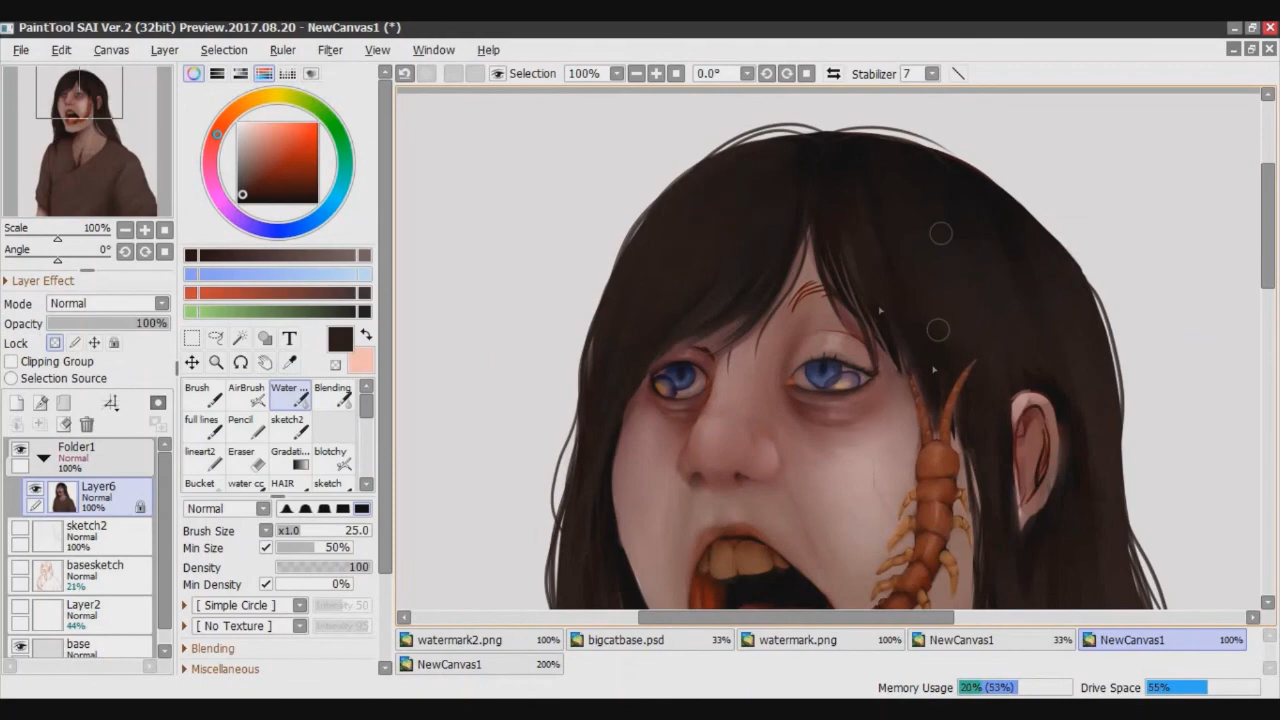 PaintTool SAI Ver.2 (32bit) Preview.2017.08.20 - NewCanvas1 (*)
File Edit Canvas Layer Selection Ruler Filter View Window Help
Selection 100% 0.0° Stabilizer 7
Scale 100%
Angle 0°
Layer Effect
Mode Normal
Opacity 100%
Lock
Clipping Group
Selection Source
Folder1
Normal
100%
Layer6
Normal
100%
sketch2
Normal
100%
basesketch
Normal
21%
Layer2
Normal
44%
base
Normal
T
Brush AirBrush Water ... Blending
full lines Pencil sketch2
lineart2 Eraser Gradati... blotchy
Bucket water cc HAIR sketch
Normal
Brush Size x1.0 25.0
Min Size 50%
Density 100
Min Density 0%
[ Simple Circle ] Intensity 50
[ No Texture ] Intensity 95
Blending
Miscellaneous
watermark2.png 100% bigcatbase.psd 33% watermark.png 100% NewCanvas1 33% NewCanvas1 100%
NewCanvas1 200%
Memory Usage 20% (53%) Drive Space 55%